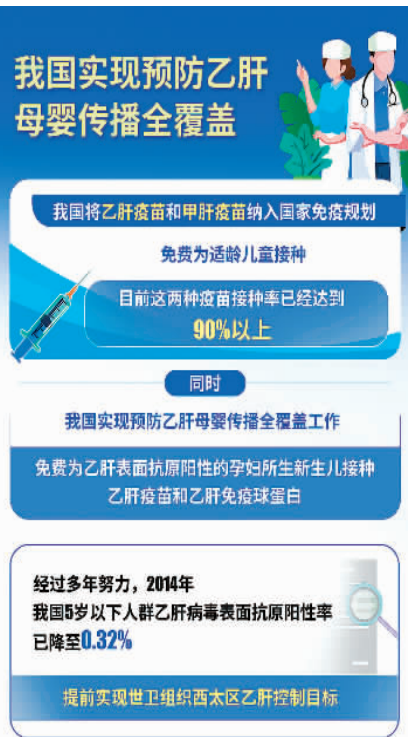 我国实现预防乙肝
母婴传播全覆盖
我国将乙肝疫苗和甲肝疫苗纳入国家免疫规划
免费为适龄儿童接种
目前这两种疫苗接种率已经达到
90%以上
同时
我国实现预防乙肝母婴传播全覆盖工作
免费为乙肝表面抗原阳性的孕妇所生新生儿接种
乙肝疫苗和乙肝免疫球蛋白
经过多年努力，2014年
我国5岁以下人群乙肝病毒表面抗原阳性率
已降至0.32%
提前实现世卫组织西太区乙肝控制目标